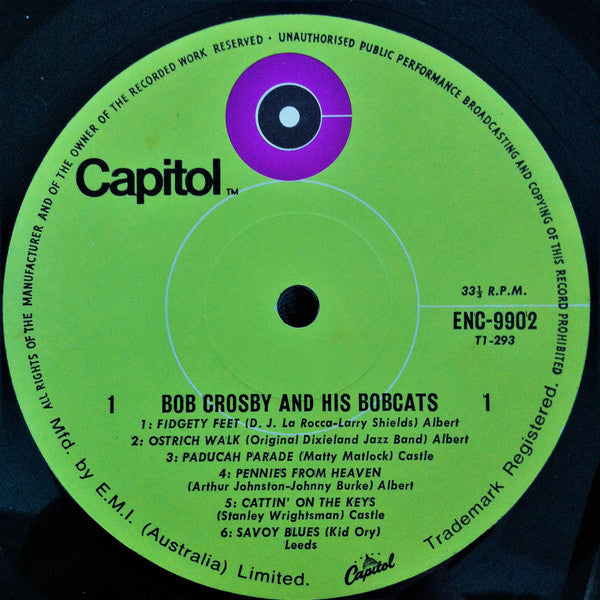 ALL RIGHTS OF THE MANUFACTURER AND OF THE OWNER OF THE RECORDED WORK RESERVED · UNAUTHORISED PUBLIC PERFORMANCE BROADCASTING AND COPYING OF THIS RECORD PROHIBITED
Capitol TM
33⅓ R.P.M.
ENC-9902
T1-293
1 BOB CROSBY AND HIS BOBCATS 1
1: FIDGETY FEET (D. J. La Rocca-Larry Shields) Albert
2: OSTRICH WALK (Original Dixieland Jazz Band) Albert
3: PADUCAH PARADE (Matty Matlock) Castle
4: PENNIES FROM HEAVEN
(Arthur Johnston-Johnny Burke) Albert
5: CATTIN' ON THE KEYS
(Stanley Wrightsman) Castle
6: SAVOY BLUES (Kid Ory)
Leeds
Mfd. by E.M.I. (Australia) Limited.
Capitol
Trademark Registered.